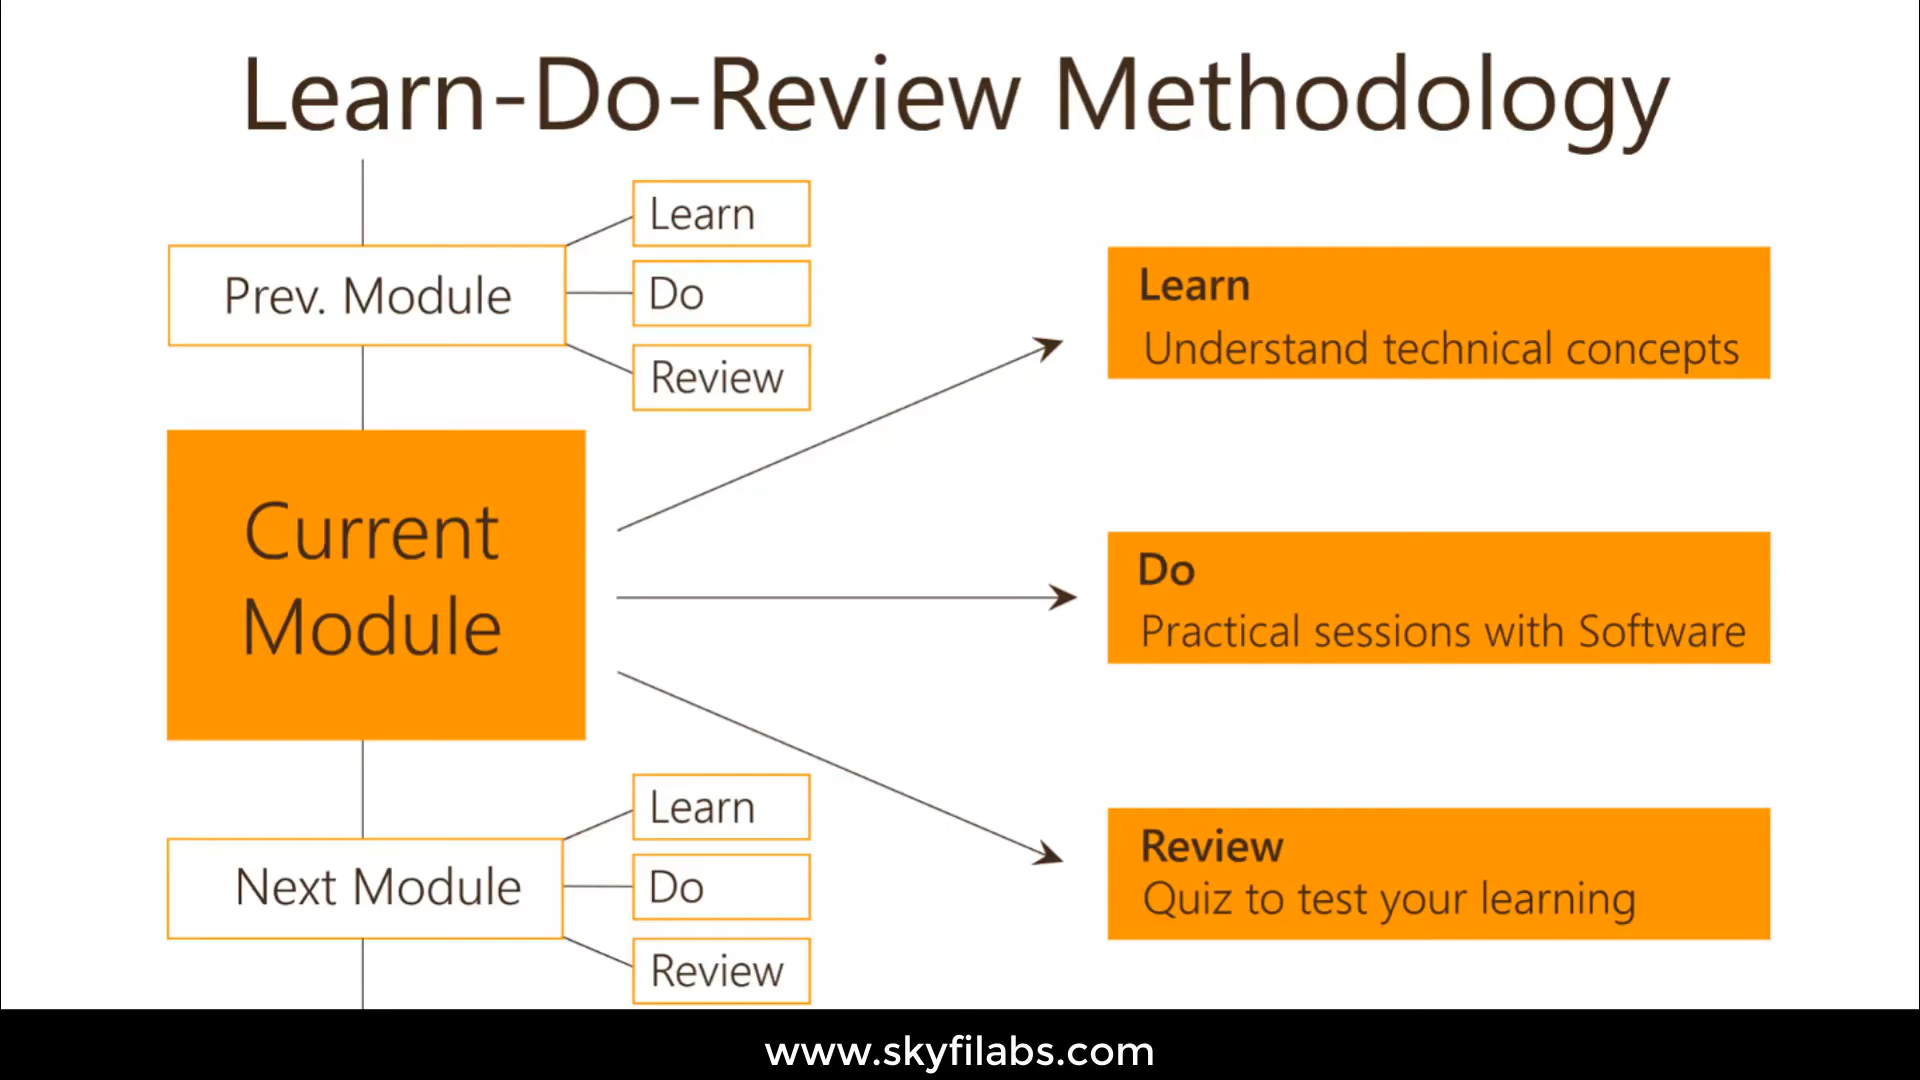 Learn-Do-Review Methodology
Prev. Module
Learn
Do
Review
Current
Module
Learn
Understand technical concepts
Do
Practical sessions with Software
Review
Quiz to test your learning
Next Module
Learn
Do
Review
www.skyfilabs.com